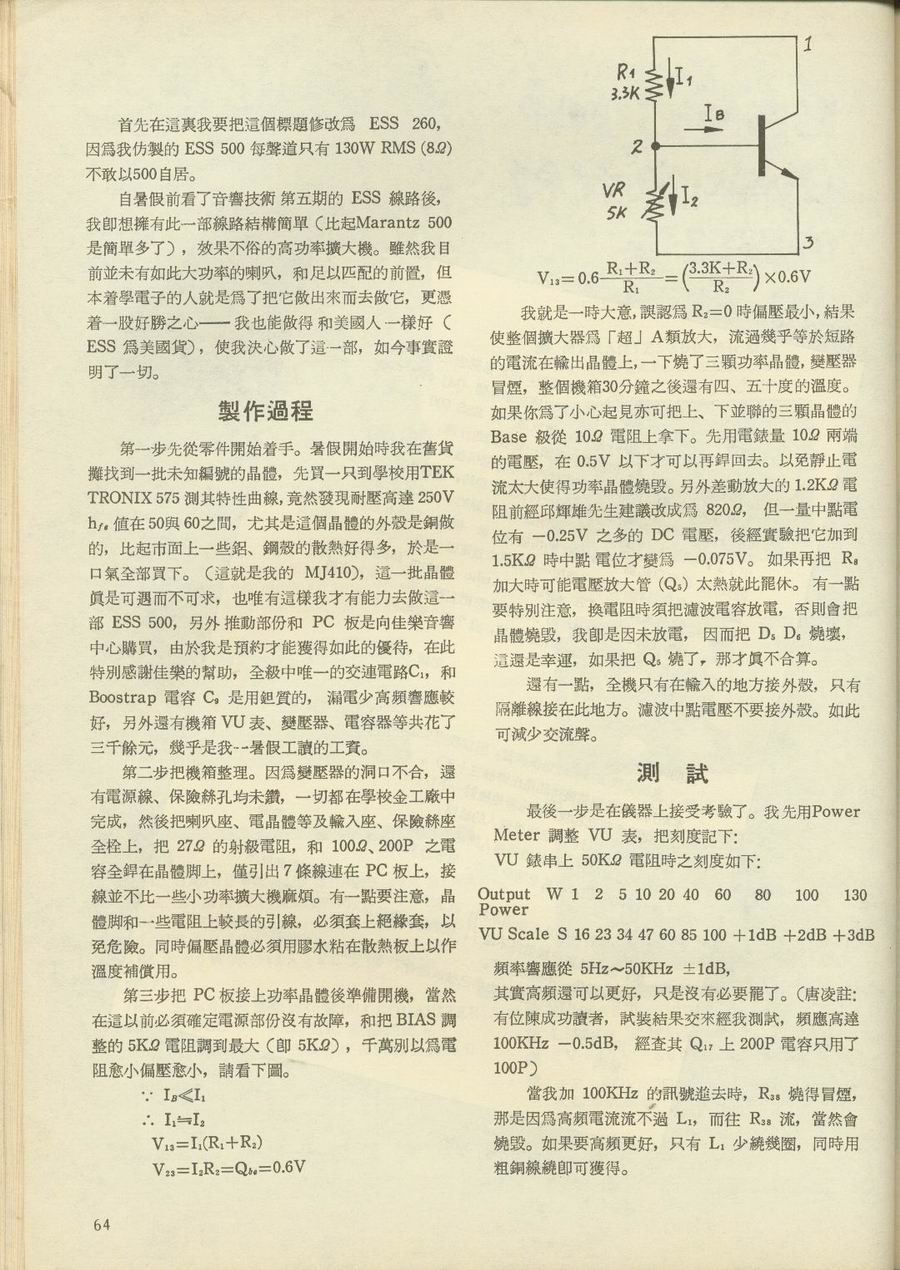 首先在這裏我要把這個標題修改爲 ESS 260,
因爲我仿製的 ESS 500 每聲道只有 130W RMS (8Ω)
不敢以500自居。
自暑假前看了音響技術 第五期的 ESS 線路後,
我卽想擁有此一部線路結構簡單（比起Marantz 500
是簡單多了），效果不俗的高功率擴大機。雖然我目
前並未有如此大功率的喇叭，和足以匹配的前置，但
本着學電子的人就是爲了把它做出來而去做它，更憑
着一股好勝之心——我也能做得 和美國人一樣好（
ESS 爲美國貨），使我決心做了這一部，如今事實證
明了一切。
製作過程
第一步先從零件開始着手。暑假開始時我在舊貨
攤找到一批未知編號的晶體，先買一只到學校用TEK
TRONIX 575 測其特性曲線,竟然發現耐壓高達 250V
hfe 値在50與 60之間，尤其是這個晶體的外殼是銅做
的，比起市面上一些鋁、鋼殼的散熱好得多，於是一
口氣全部買下。（這就是我的 MJ410），這一批晶體
眞是可遇而不可求，也唯有這樣我才有能力去做這一
部 ESS 500，另外 推動部份和 PC 板是向佳樂音響
中心購買，由於我是預約才能獲得如此的優待，在此
特別感謝佳樂的幫助，全級中唯一的交連電路C₁，和
Boostrap 電容 C₉ 是用鉭質的，漏電少高頻響應較
好，另外還有機箱 VU 表、變壓器、電容器等共花了
三千餘元，幾乎是我一暑假工讀的工資。
第二步把機箱整理。因爲變壓器的洞口不合，還
有電源線、保險絲孔均未鑽，一切都在學校金工廠中
完成，然後把喇叭座、電晶體等及輸入座、保險絲座
全栓上，把 27Ω 的射級電阻，和 100Ω、200P 之電
容全銲在晶體脚上，僅引出 7 條線連在 PC 板上，接
線並不比一些小功率擴大機麻煩。有一點要注意，晶
體脚和一些電阻上較長的引線，必須套上絕緣套，以
免危險。同時偏壓晶體必須用膠水粘在散熱板上以作
溫度補償用。
第三步把 PC 板接上功率晶體後準備開機，當然
在這以前必須確定電源部份沒有故障，和把 BIAS 調
整的 5KΩ 電阻調到最大（卽 5KΩ），千萬別以爲電
阻愈小偏壓愈小，請看下圖。
∵ I_B≪I₁
∴ I₁≒I₂
V₁₃=I₁(R₁+R₂)
V₂₃=I₂R₂=Qbe=0.6V
64
R1
3.3K
I1
1
IB
2
VR
5K
I2
3
V₁₃=0.6 (R₁+R₂)/R₁ =((3.3K+R₂)/R₂)×0.6V
我就是一時大意,誤認爲 R₂=0 時偏壓最小,結果
使整個擴大器爲「超」A類放大，流過幾乎等於短路
的電流在輸出晶體上,一下燒了三顆功率晶體,變壓器
冒煙，整個機箱30分鐘之後還有四、五十度的溫度。
如果你爲了小心起見亦可把上、下並聯的三顆晶體的
Base 級從 10Ω 電阻上拿下。先用電錶量 10Ω 兩端
的電壓，在 0.5V 以下才可以再銲回去。以免靜止電
流太大使得功率晶體燒毀。另外差動放大的 1.2KΩ 電
阻前經邱輝雄先生建議改成爲 820Ω， 但一量中點電
位有 －0.25V 之多的 DC 電壓，後經實驗把它加到
1.5KΩ 時中點 電位才變爲 －0.075V。 如果再把 R₈
加大時可能電壓放大管 (Q₅) 太熱就此罷休。 有一點
要特別注意，換電阻時須把濾波電容放電，否則會把
晶體燒毀，我卽是因未放電， 因而把 D₅ D₆ 燒壞，
這還是幸運，如果把 Q₅ 燒了，那才眞不合算。
還有一點，全機只有在輸入的地方接外殼，只有
隔離線接在此地方。濾波中點電壓不要接外殼。如此
可減少交流聲。
測 試
最後一步是在儀器上接受考驗了。我 先用Power
Meter 調整 VU 表，把刻度記下:
VU 錶串上 50KΩ 電阻時之刻度如下:
Output Power W 1 2 5 10 20 40 60 80 100 130
VU Scale S 16 23 34 47 60 85 100 +1dB +2dB +3dB
頻率響應從 5Hz～50KHz ±1dB,
其實高頻還可以更好，只是沒有必要罷了。（唐凌註:
有位陳成功讀者，試裝結果交來經我測試，頻應高達
100KHz －0.5dB， 經查其 Q₁₇ 上 200P 電容只用了
100P）
當我加 100KHz 的訊號進去時，R₃₈ 燒得冒煙，
那是因爲高頻電流流不過 L₁，而往 R₃₈ 流，當然會
燒毀。如果要高頻更好，只有 L₁ 少繞幾圈，同時用
粗銅線繞卽可獲得。